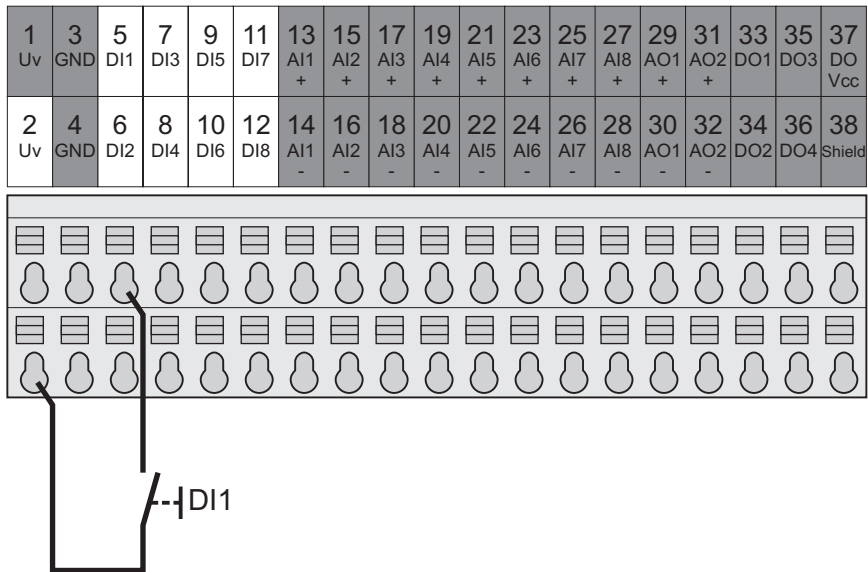 1 3 5 7 9 11 13 15 17 19 21 23 25 27 29 31 33 35 37
Uv GND DI1 DI3 DI5 DI7 AI1 AI2 AI3 AI4 AI5 AI6 AI7 AI8 AO1 AO2 DO1 DO3 DO
+ + + + + + + + + + Vcc
2 4 6 8 10 12 14 16 18 20 22 24 26 28 30 32 34 36 38
Uv GND DI2 DI4 DI6 DI8 AI1 AI2 AI3 AI4 AI5 AI6 AI7 AI8 AO1 AO2 DO2 DO4 Shield
- - - - - - - - - -
DI1